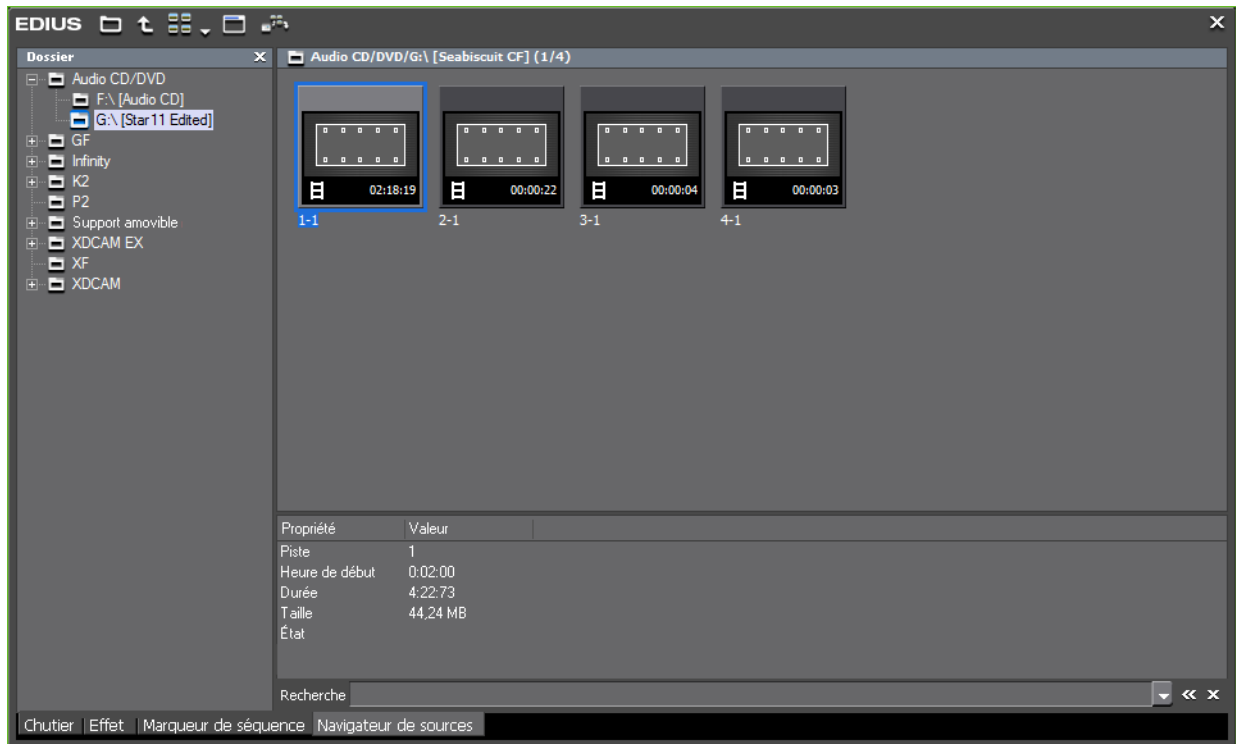 EDIUS
Dossier
Audio CD/DVD
F:\ [Audio CD]
G:\ [Star11 Edited]
GF
Infinity
K2
P2
Support amovible
XDCAM EX
XF
XDCAM
Audio CD/DVD/G:\ [Seabiscuit CF] (1/4)
02:18:19
00:00:22
00:00:04
00:00:03
1-1
2-1
3-1
4-1
Propriété Valeur
Piste 1
Heure de début 0:02:00
Durée 4:22:73
Taille 44,24 MB
État
Recherche
Chutier Effet Marqueur de séquence Navigateur de sources